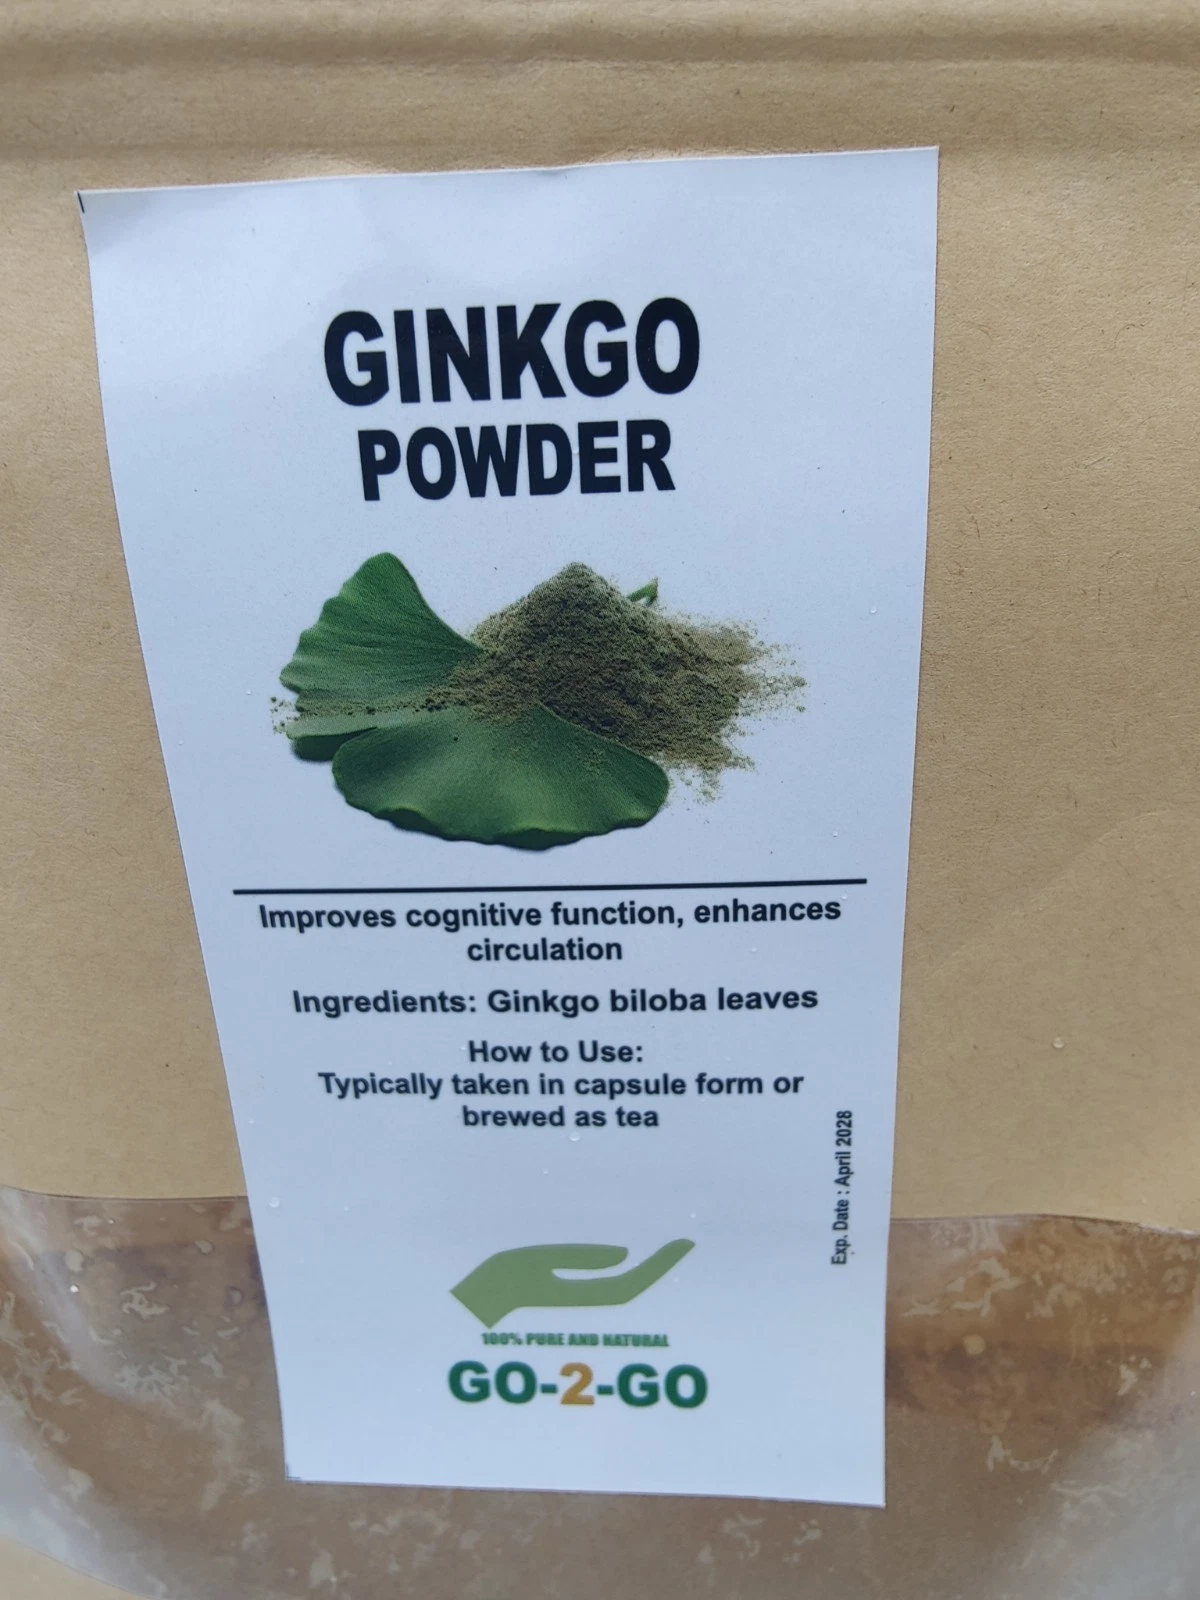 GINKGO
POWDER
Improves cognitive function, enhances
circulation
Ingredients: Ginkgo biloba leaves
How to Use:
Typically taken in capsule form or
brewed as tea
Exp. Date : April 2028
100% PURE AND NATURAL
GO-2-GO